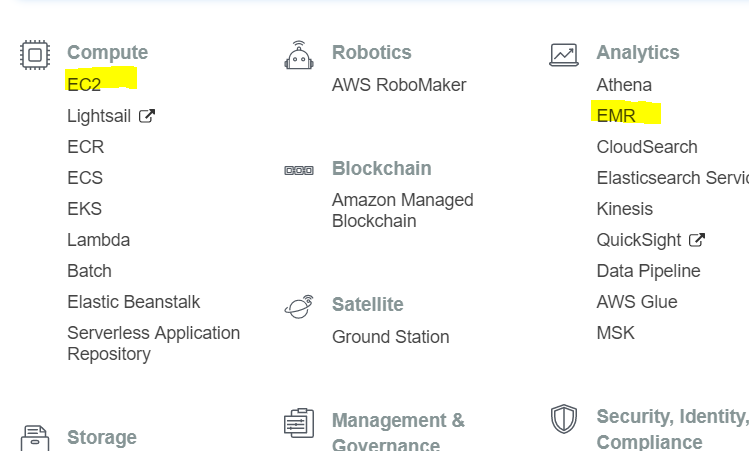 Compute
EC2
Lightsail
ECR
ECS
EKS
Lambda
Batch
Elastic Beanstalk
Serverless Application
Repository
Storage
Robotics
AWS RoboMaker
Blockchain
Amazon Managed
Blockchain
Satellite
Ground Station
Management &
Governance
Analytics
Athena
EMR
CloudSearch
Elasticsearch Servic
Kinesis
QuickSight
Data Pipeline
AWS Glue
MSK
Security, Identity,
Compliance